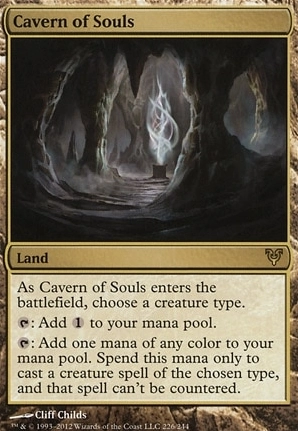 Cavern of Souls
Land
As Cavern of Souls enters the
battlefield, choose a creature type.
: Add 1 to your mana pool.
: Add one mana of any color to your
mana pool. Spend this mana only to
cast a creature spell of the chosen type,
and that spell can't be countered.
Cliff Childs
™ & © 1993–2012 Wizards of the Coast LLC 226/244